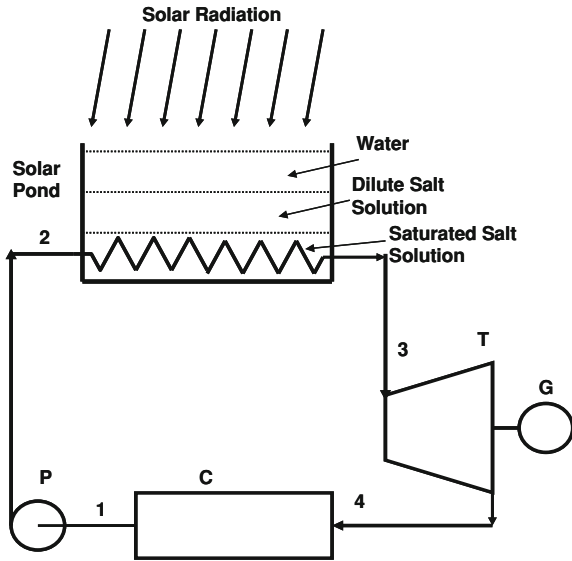 Solar Radiation
Water
Solar
Pond
Dilute Salt
Solution
2
Saturated Salt
Solution
3
T
G
P
C
1
4